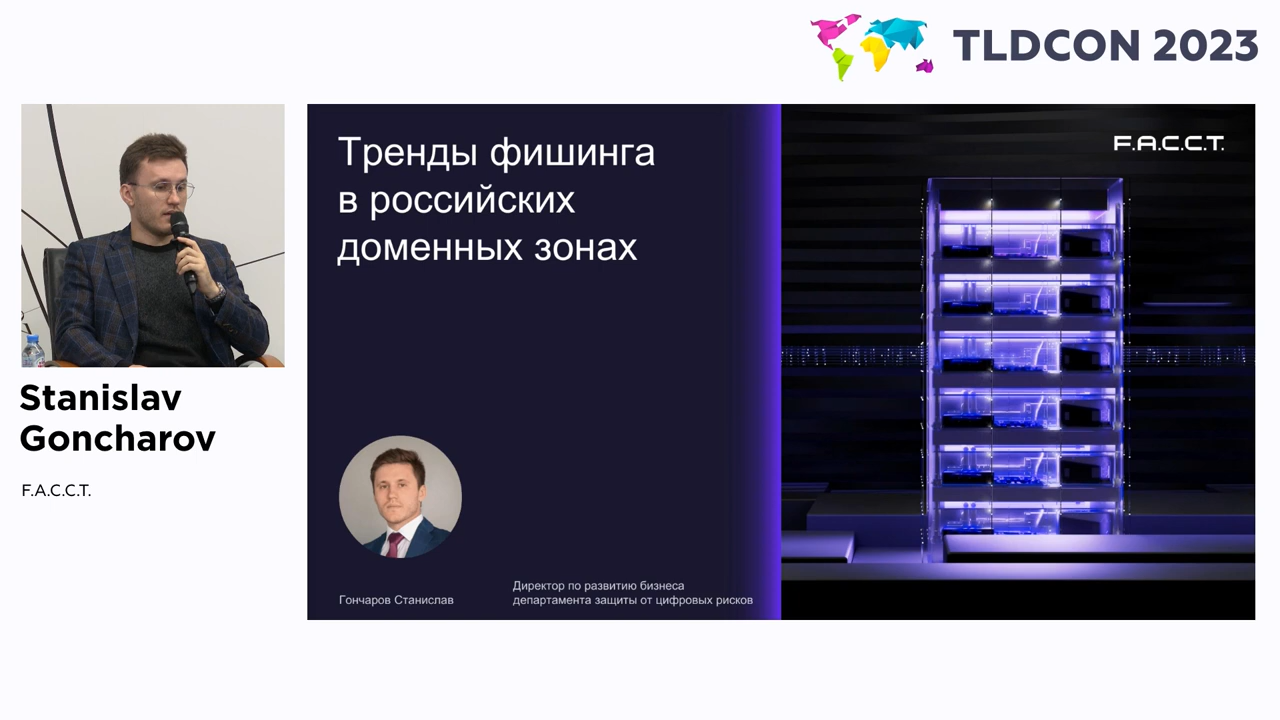 TLDCON 2023
Тренды фишинга
в российских
доменных зонах
F.A.C.C.T.
Stanislav
Goncharov
F.A.C.C.T.
Гончаров Станислав
Директор по развитию бизнеса
департамента защиты от цифровых рисков